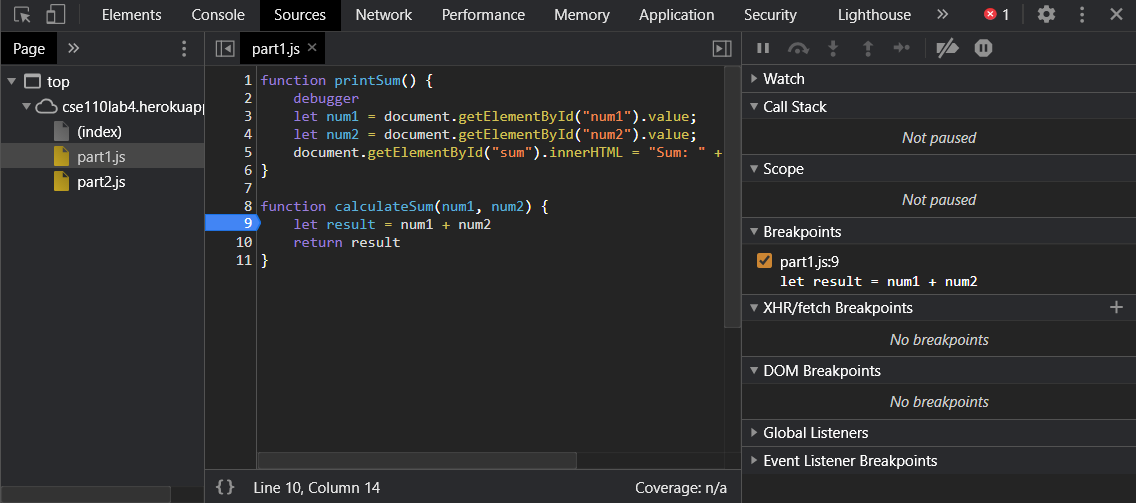 Elements Console Sources Network Performance Memory Application Security Lighthouse » 1
Page »
part1.js ×
top
cse110lab4.herokuapp
(index)
part1.js
part2.js
1 function printSum() {
2 debugger
3 let num1 = document.getElementById("num1").value;
4 let num2 = document.getElementById("num2").value;
5 document.getElementById("sum").innerHTML = "Sum: " +
6 }
7
8 function calculateSum(num1, num2) {
9 let result = num1 + num2
10 return result
11 }
{} Line 10, Column 14 Coverage: n/a
Watch
Call Stack
Not paused
Scope
Not paused
Breakpoints
part1.js:9
let result = num1 + num2
XHR/fetch Breakpoints +
No breakpoints
DOM Breakpoints
No breakpoints
Global Listeners
Event Listener Breakpoints